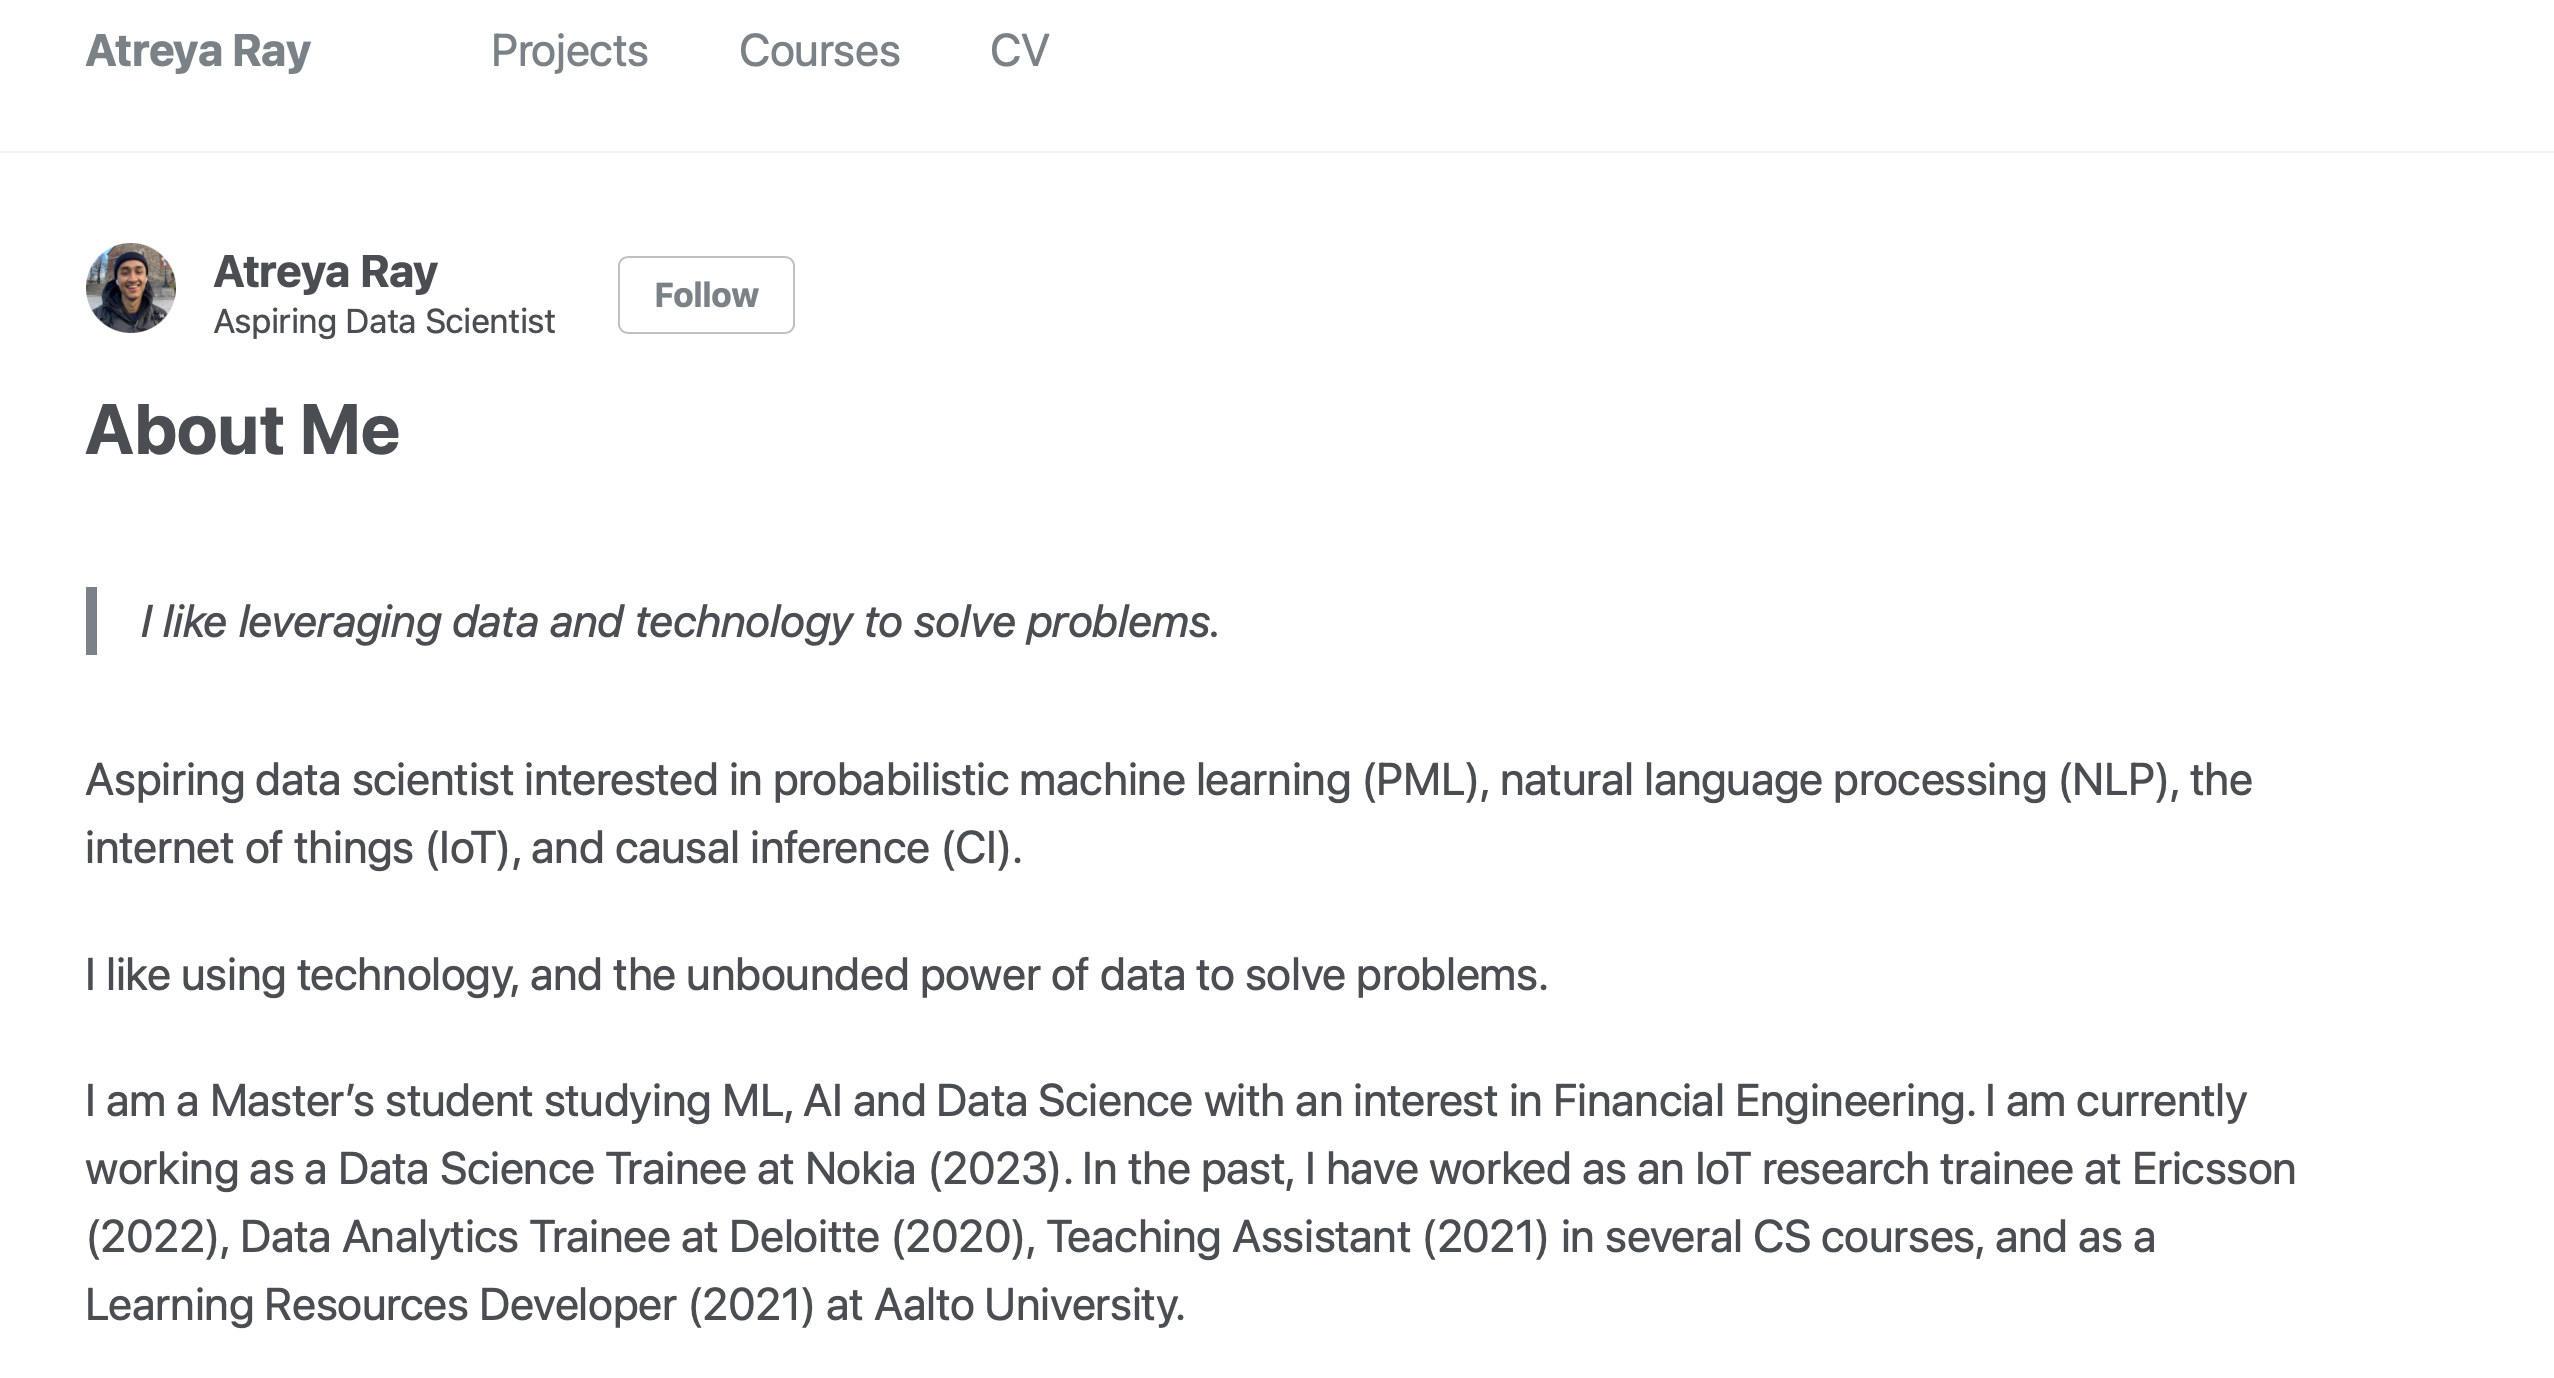 Atreya Ray Projects Courses CV
Atreya Ray
Aspiring Data Scientist
Follow
About Me
I like leveraging data and technology to solve problems.
Aspiring data scientist interested in probabilistic machine learning (PML), natural language processing (NLP), the
internet of things (IoT), and causal inference (CI).
I like using technology, and the unbounded power of data to solve problems.
I am a Master’s student studying ML, AI and Data Science with an interest in Financial Engineering. I am currently
working as a Data Science Trainee at Nokia (2023). In the past, I have worked as an IoT research trainee at Ericsson
(2022), Data Analytics Trainee at Deloitte (2020), Teaching Assistant (2021) in several CS courses, and as a
Learning Resources Developer (2021) at Aalto University.